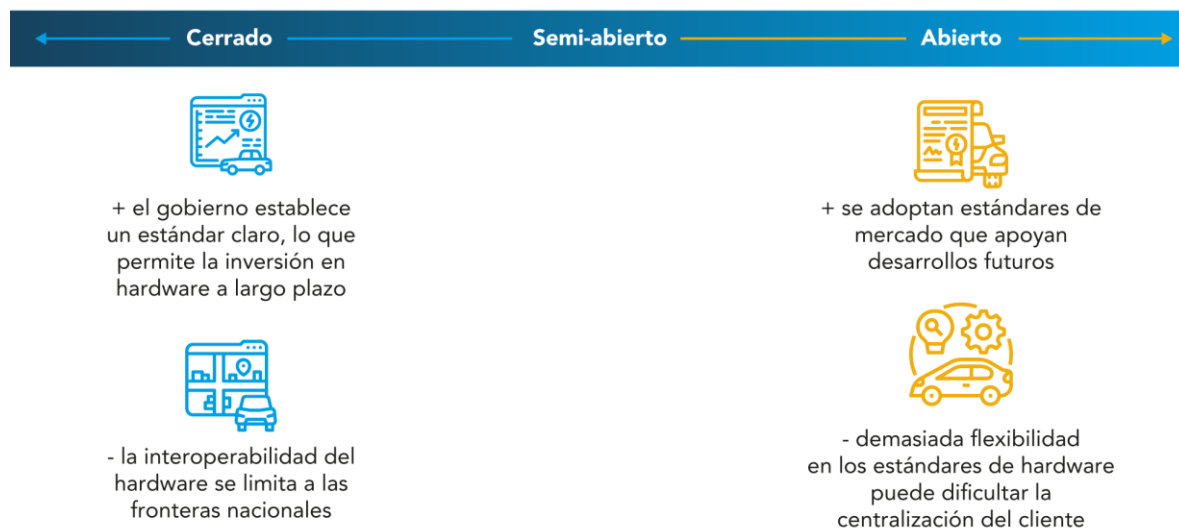 Cerrado
Semi-abierto
Abierto
+ el gobierno establece
un estándar claro, lo que
permite la inversión en
hardware a largo plazo
- la interoperabilidad del
hardware se limita a las
fronteras nacionales
+ se adoptan estándares de
mercado que apoyan
desarrollos futuros
- demasiada flexibilidad
en los estándares de hardware
puede dificultar la
centralización del cliente